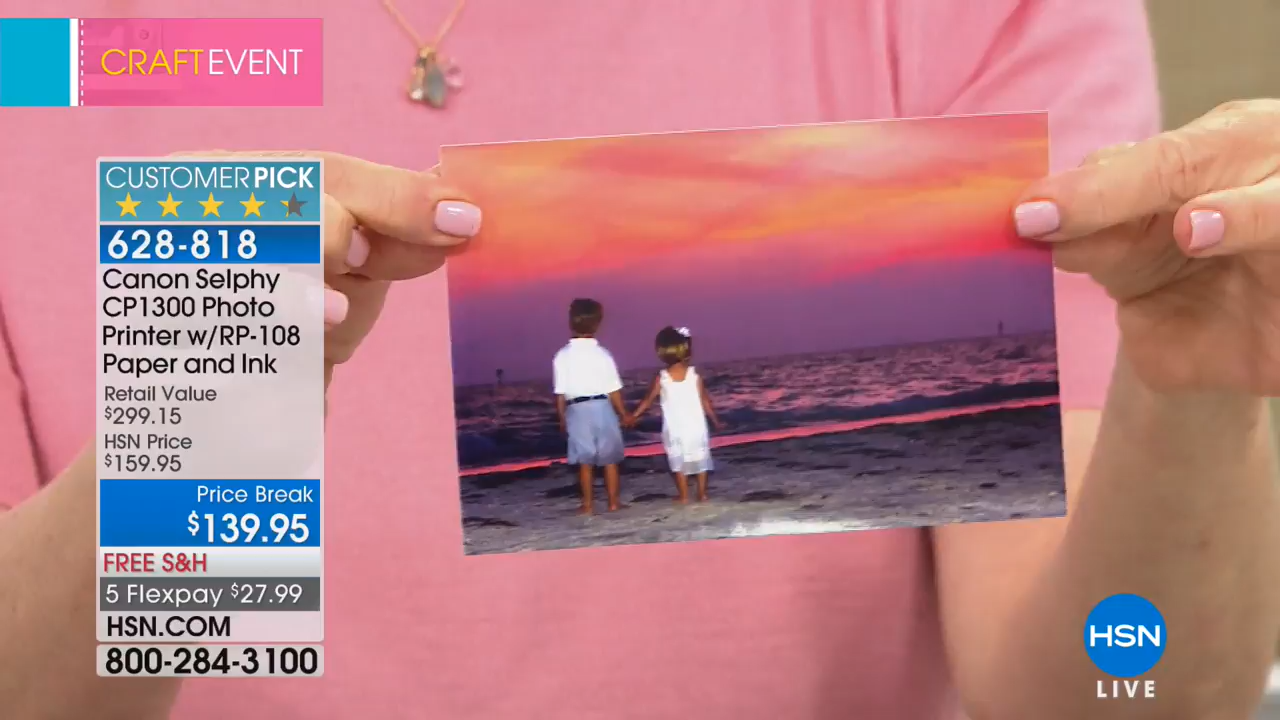 CRAFT EVENT
CUSTOMER PICK
628-818
Canon Selphy
CP1300 Photo
Printer w/RP-108
Paper and Ink
Retail Value
$299.15
HSN Price
$159.95
Price Break
$139.95
FREE S&H
5 Flexpay $27.99
HSN.COM
800-284-3100
HSN
LIVE